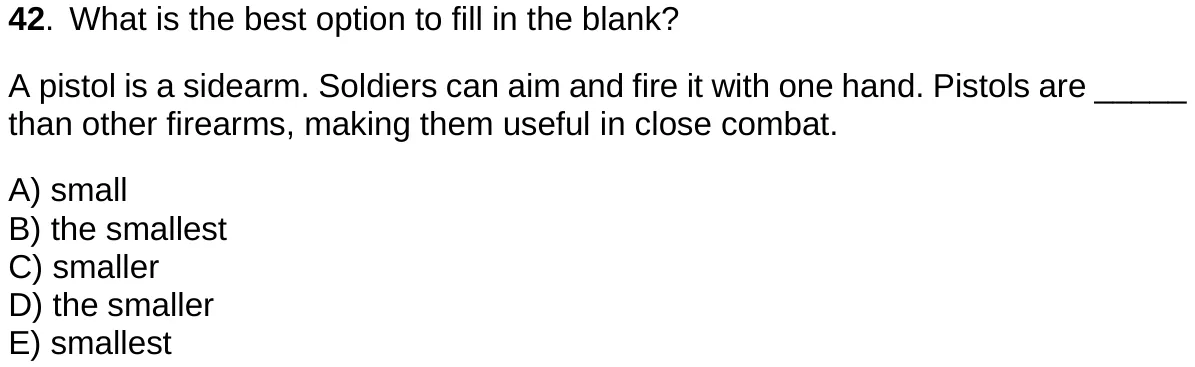 42. What is the best option to fill in the blank?
A pistol is a sidearm. Soldiers can aim and fire it with one hand. Pistols are _____
than other firearms, making them useful in close combat.
A) small
B) the smallest
C) smaller
D) the smaller
E) smallest